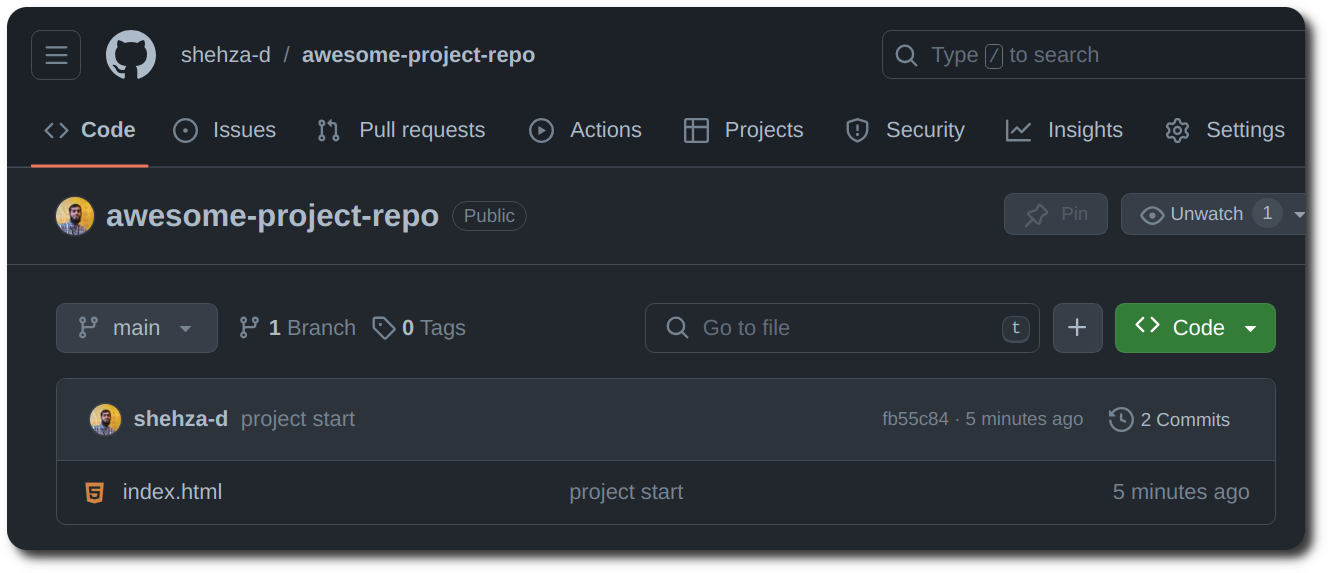 shehza-d / awesome-project-repo Type / to search
Code Issues Pull requests Actions Projects Security Insights Settings
awesome-project-repo Public Pin Unwatch 1
main 1 Branch 0 Tags Go to file t + Code
shehza-d project start fb55c84 · 5 minutes ago 2 Commits
5 index.html project start 5 minutes ago